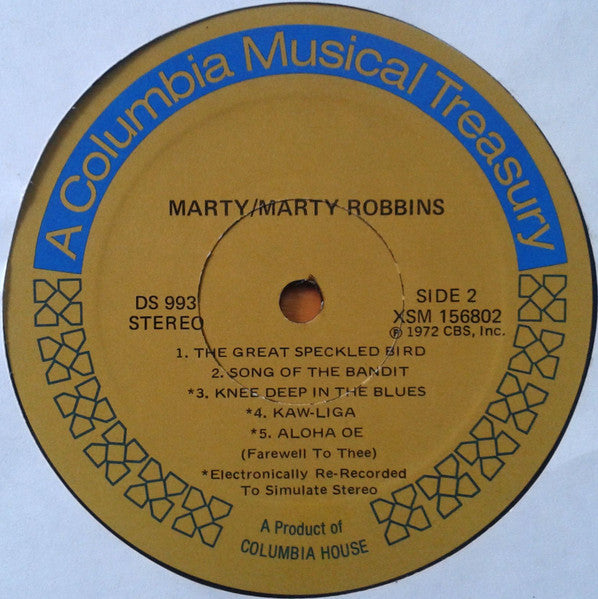 A Columbia Musical Treasury
MARTY/MARTY ROBBINS
DS 993
STEREO
SIDE 2
XSM 156802
Ⓟ 1972 CBS, Inc.
1. THE GREAT SPECKLED BIRD
2. SONG OF THE BANDIT
*3. KNEE DEEP IN THE BLUES
*4. KAW-LIGA
*5. ALOHA OE
(Farewell To Thee)
*Electronically Re-Recorded
To Simulate Stereo
A Product of
COLUMBIA HOUSE